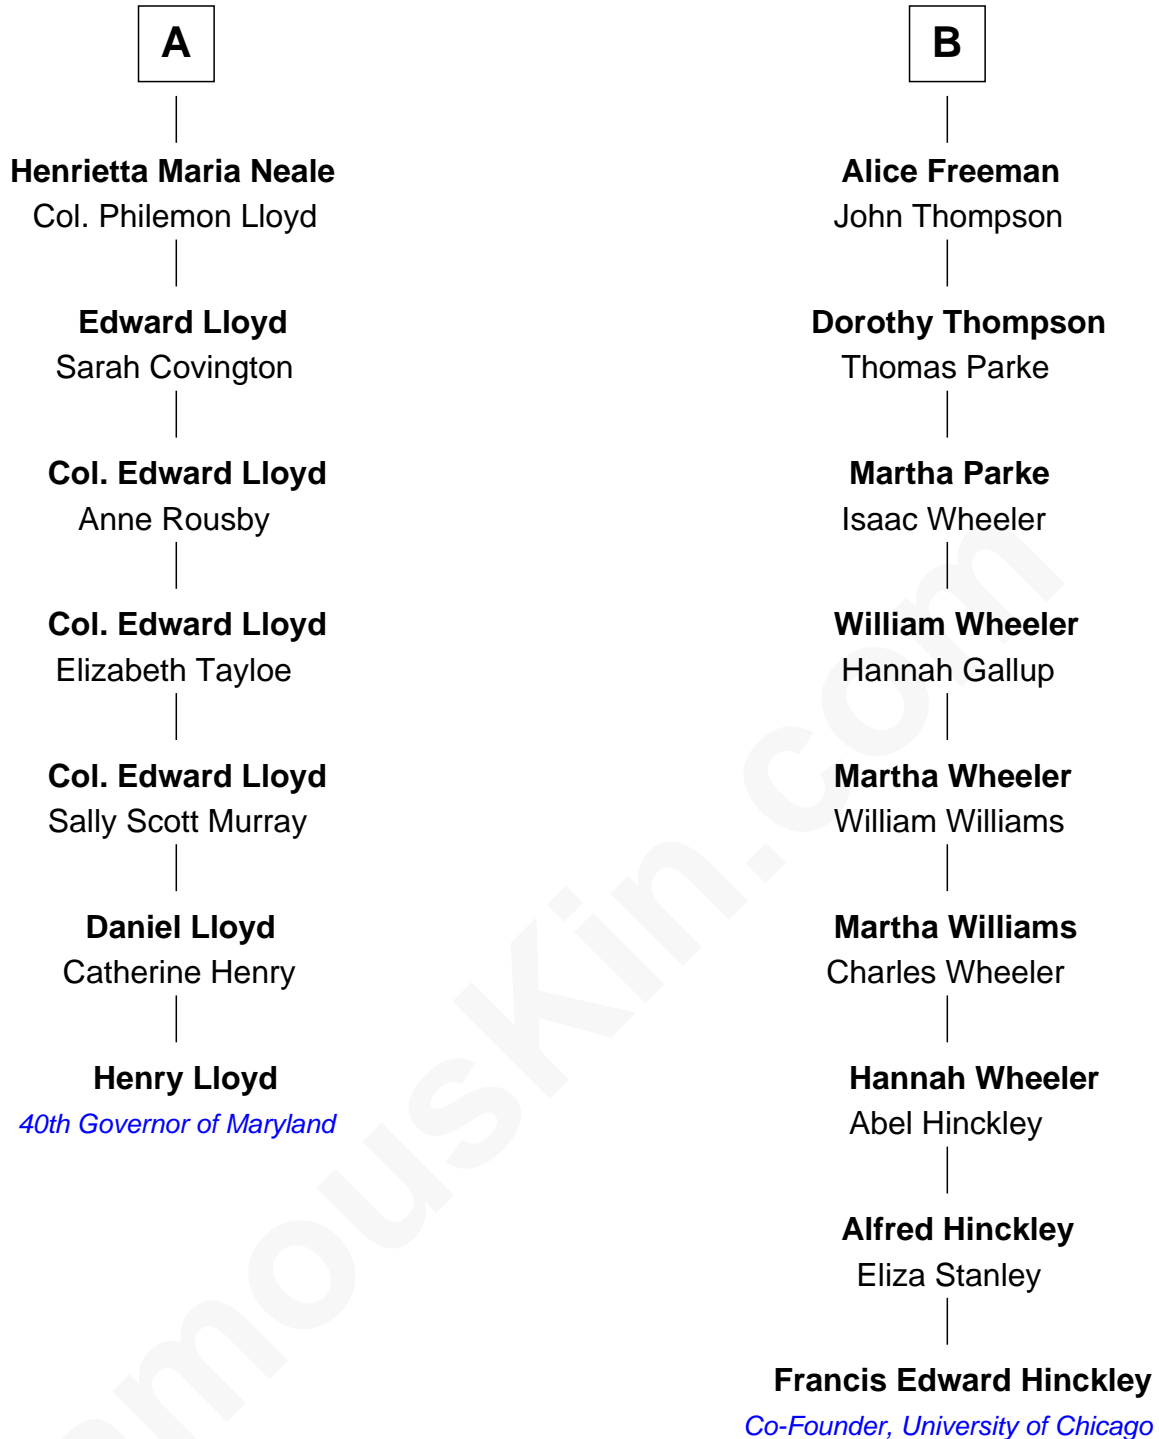 A
Henrietta Maria Neale
Col. Philemon Lloyd
Edward Lloyd
Sarah Covington
Col. Edward Lloyd
Anne Rousby
Col. Edward Lloyd
Elizabeth Tayloe
Col. Edward Lloyd
Sally Scott Murray
Daniel Lloyd
Catherine Henry
Henry Lloyd
40th Governor of Maryland
B
Alice Freeman
John Thompson
Dorothy Thompson
Thomas Parke
Martha Parke
Isaac Wheeler
William Wheeler
Hannah Gallup
Martha Wheeler
William Williams
Martha Williams
Charles Wheeler
Hannah Wheeler
Abel Hinckley
Alfred Hinckley
Eliza Stanley
Francis Edward Hinckley
Co-Founder, University of Chicago
amousKin.com